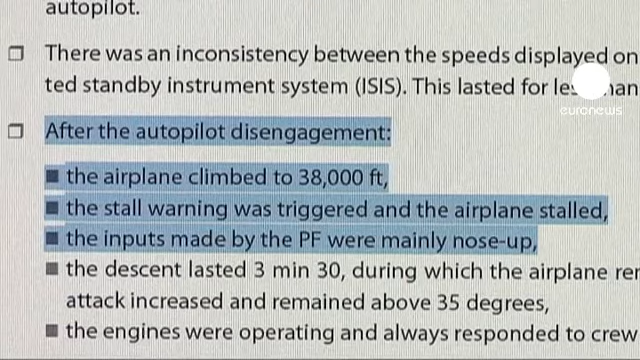 autopilot.
There was an inconsistency between the speeds displayed on
ted standby instrument system (ISIS). This lasted for
euronews
After the autopilot disengagement:
the airplane climbed to 38,000 ft,
the stall warning was triggered and the airplane stalled,
the inputs made by the PF were mainly nose-up,
the descent lasted 3 min 30, during which the airplane
attack increased and remained above 35 degrees,
the engines were operating and always responded to crew